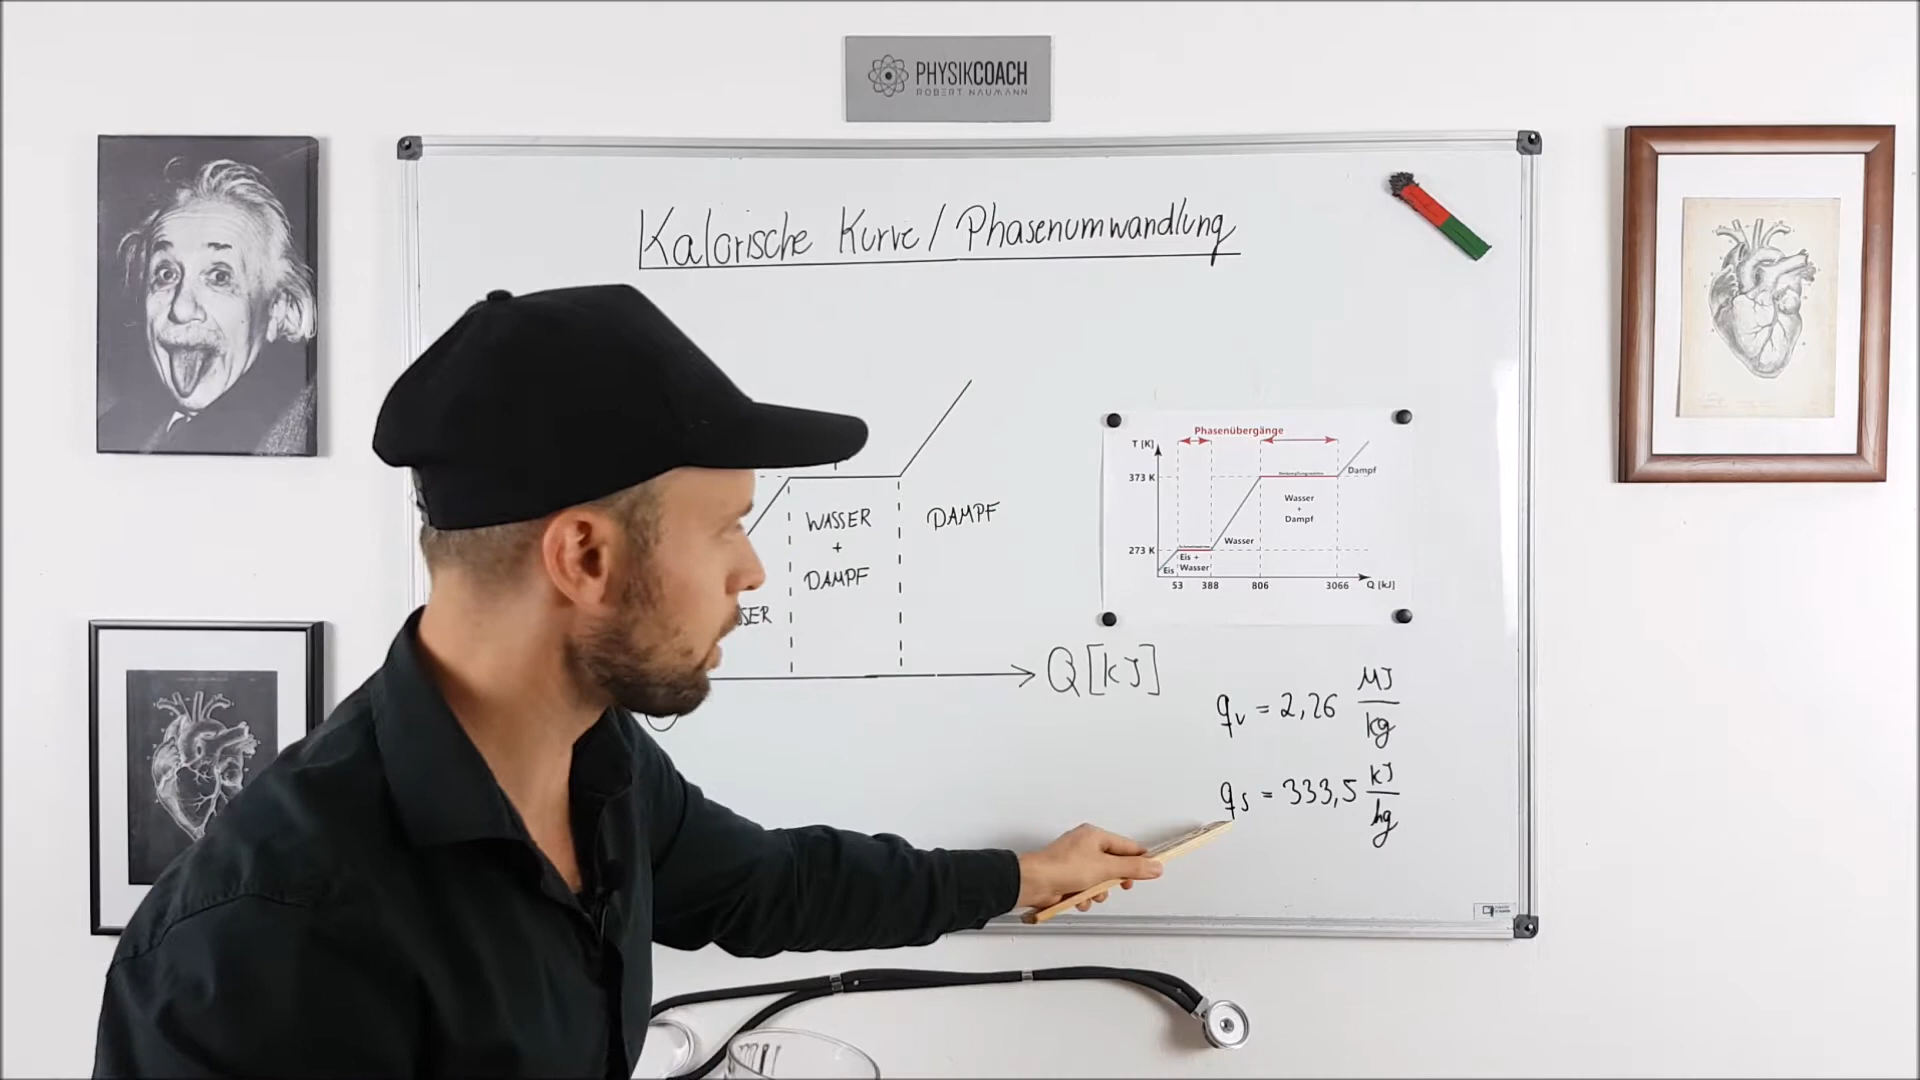 PHYSIKCOACH
ROBERT NAUMANN
Kalorische Kurve / Phasenumwandlung
WASSER
+
DAMPF
DAMPF
SSER
Q [kJ]
Phasenübergänge
T [K]
373 K
273 K
Dampf
Wasser
+
Dampf
Wasser
Eis +
Wasser
Eis
53 388 806 3066 Q [kJ]
qv = 2,26 MJ/kg
qs = 333,5 kJ/kg